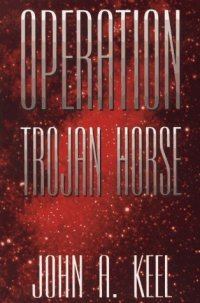 OPERATION
TROJAN HORSE
JOHN A. KEEL